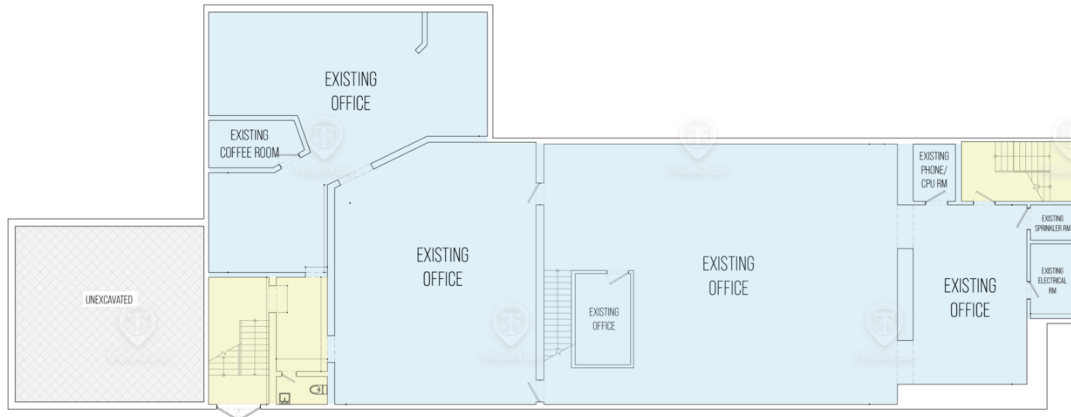 EXISTING
OFFICE
EXISTING
COFFEE ROOM
EXISTING
PHONE/
CPU RM
EXISTING
SPRINKLER RM
EXISTING
OFFICE
EXISTING
OFFICE
EXISTING
ELECTRICAL
RM
EXISTING
OFFICE
UNEXCAVATED
EXISTING
OFFICE